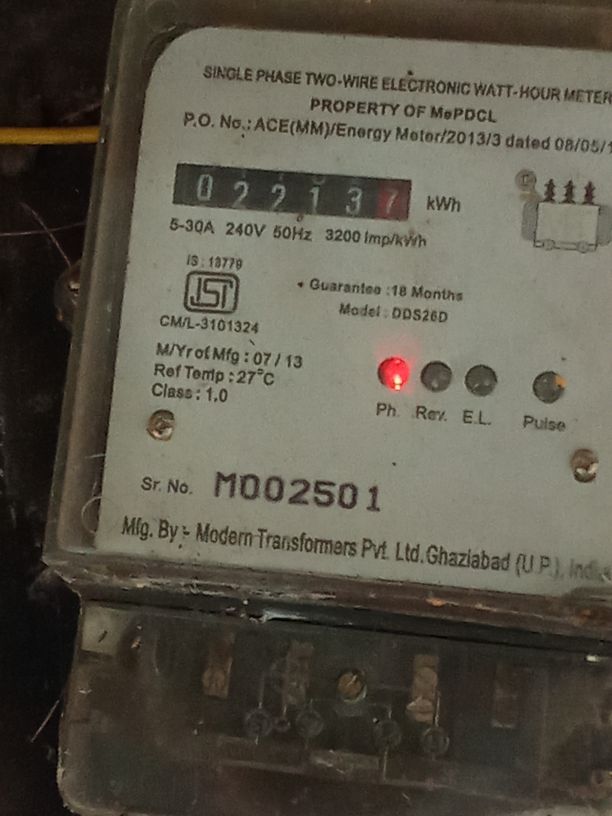 SINGLE PHASE TWO-WIRE ELECTRONIC WATT-HOUR METER
PROPERTY OF MePDCL
P.O. No.: ACE(MM)/Energy Meter/2013/3 dated 08/05/1
022137 kWh
5-30A 240V 50Hz 3200 Imp/kWh
IS : 13779
ISI
CM/L-3101324
Guarantee : 18 Months
Model : DDS26D
M/Yr of Mfg : 07 / 13
Ref Temp : 27°C
Class : 1.0
Ph. Rev. E.L. Pulse
Sr. No. M002501
Mfg. By :- Modern Transformers Pvt. Ltd. Ghaziabad (U.P.), India